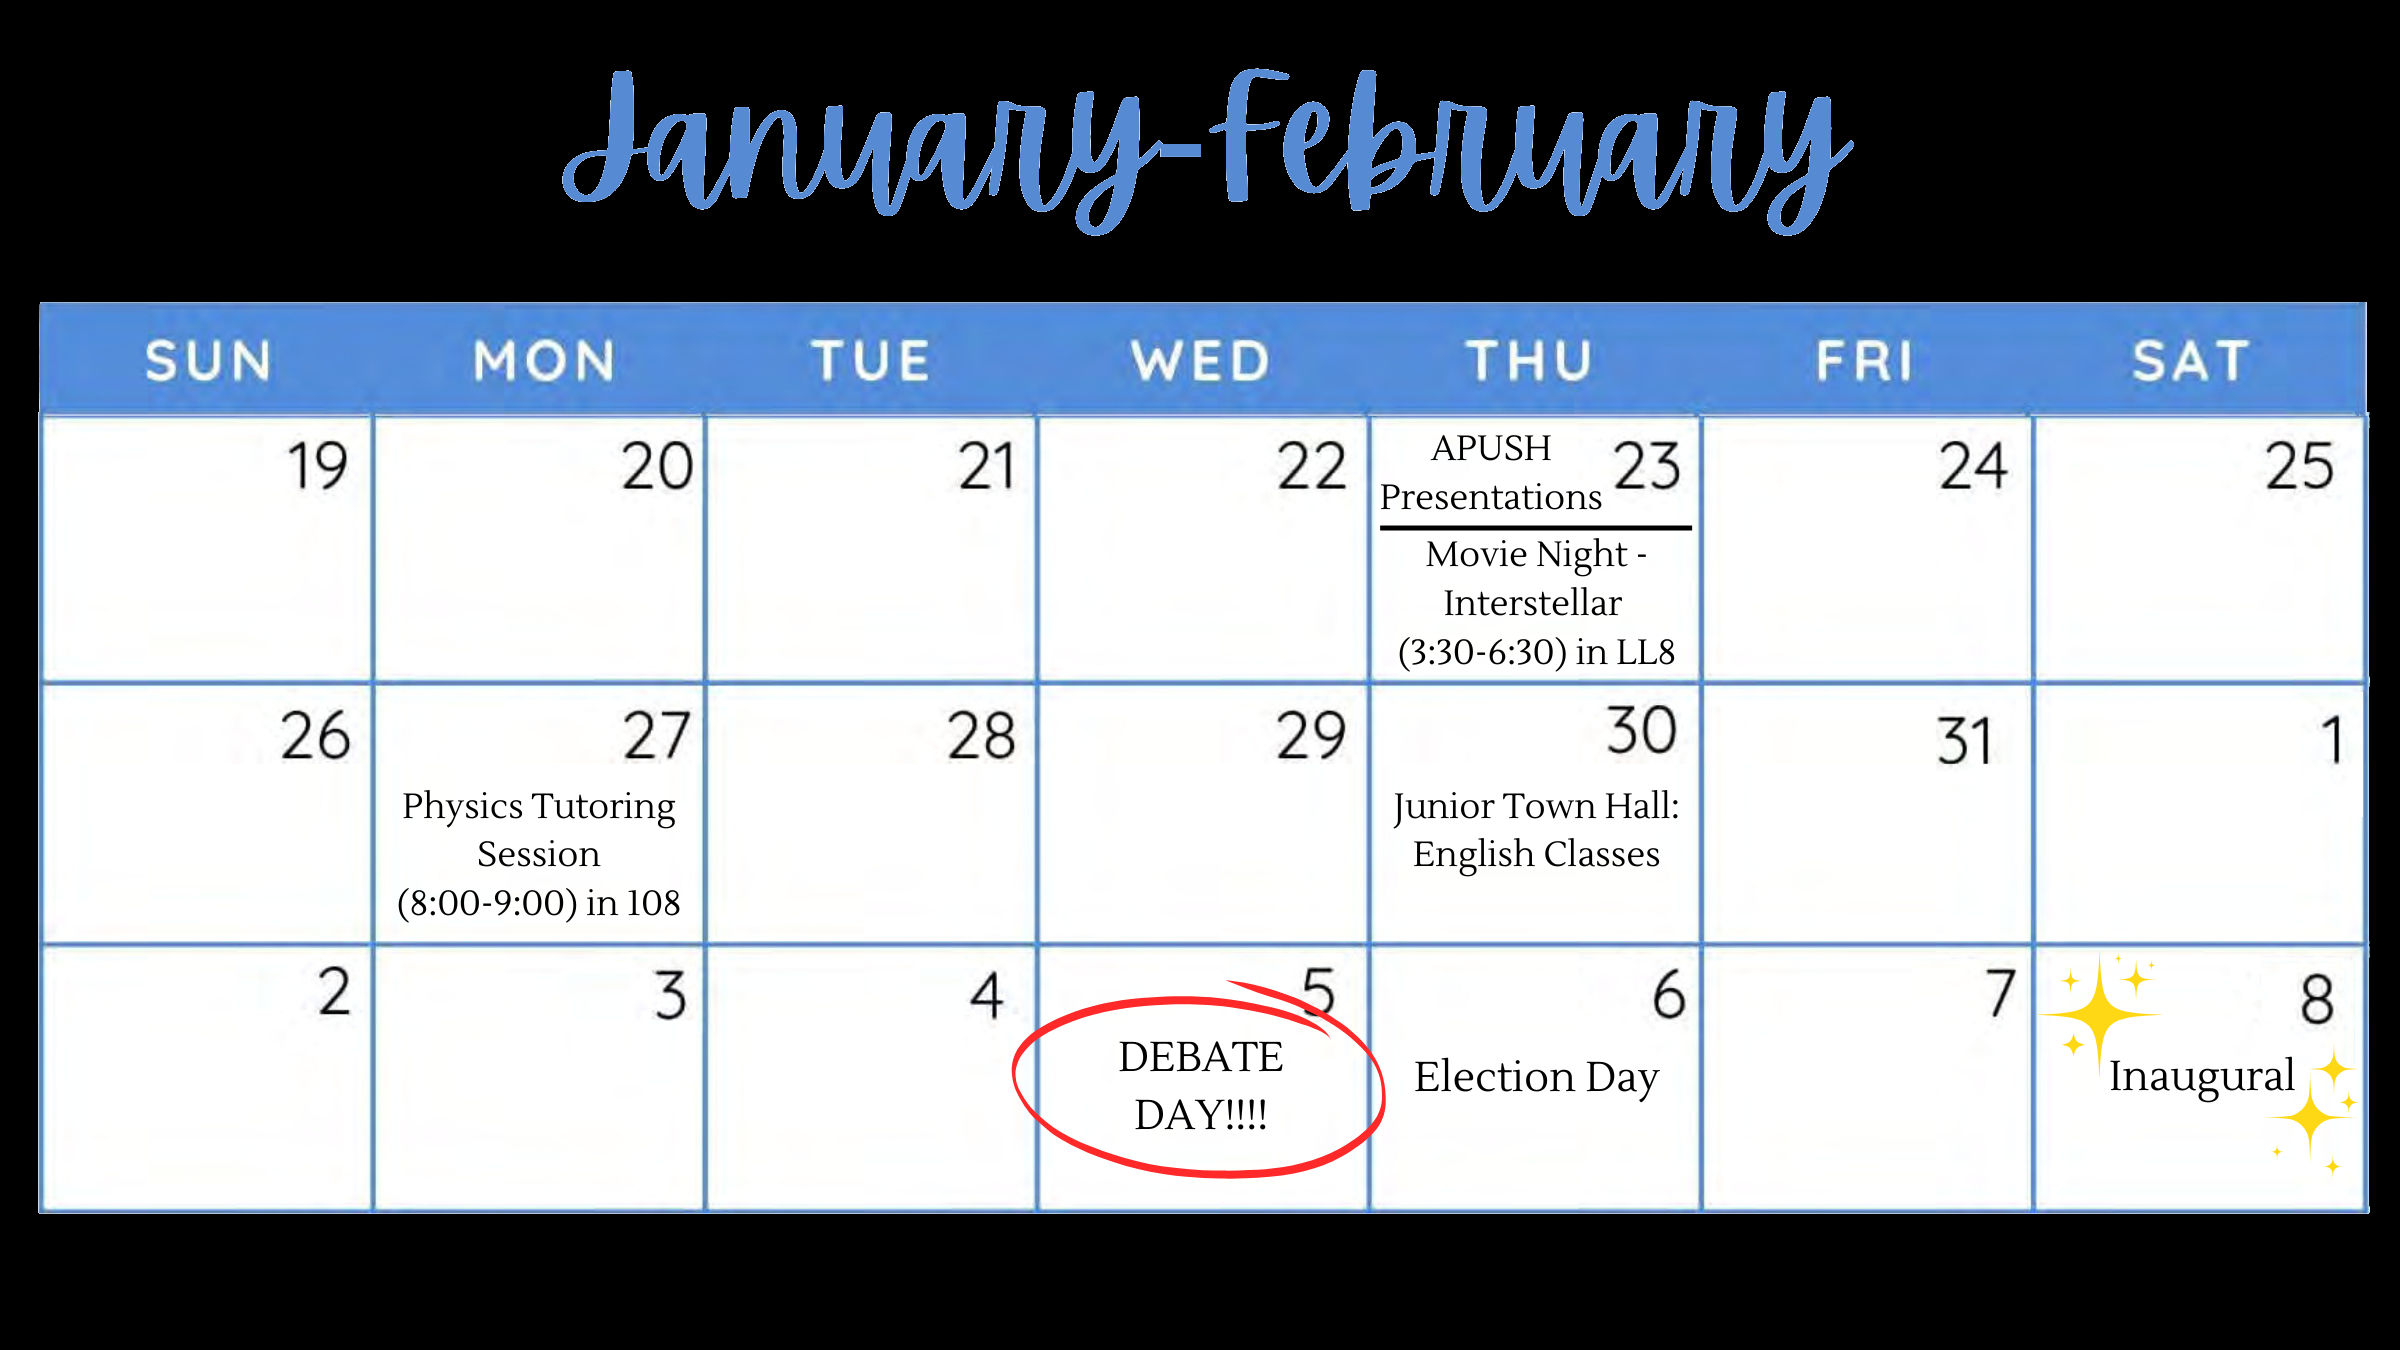 January-February
SUN MON TUE WED THU FRI SAT
19 20 21 22 23 24 25
APUSH
Presentations
Movie Night -
Interstellar
(3:30-6:30) in LL8
26 27 28 29 30 31 1
Physics Tutoring
Session
(8:00-9:00) in 108
Junior Town Hall:
English Classes
2 3 4 5 6 7 8
DEBATE
DAY!!!!
Election Day
Inaugural